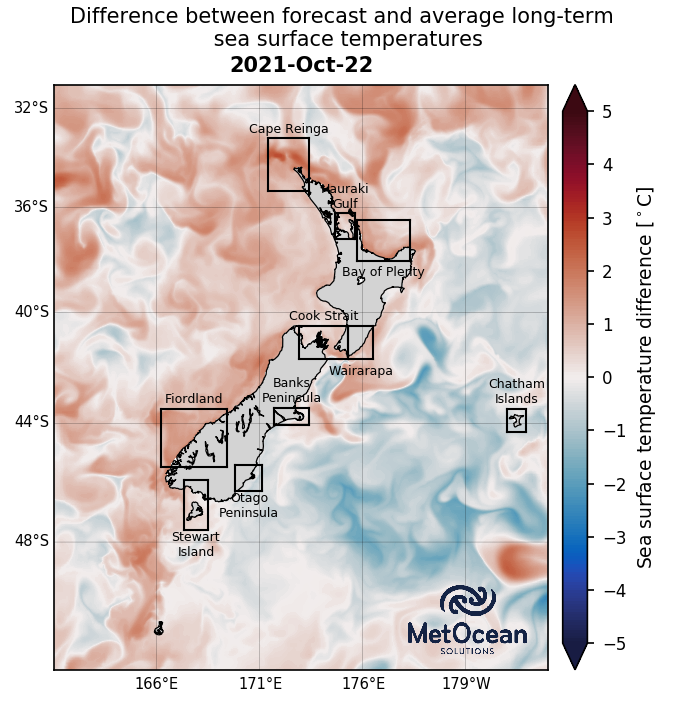 Difference between forecast and average long-term
sea surface temperatures
2021-Oct-22
32°S
36°S
40°S
44°S
48°S
166°E
171°E
176°E
179°W
Cape Reinga
Hauraki
Gulf
Bay of Plenty
Cook Strait
Wairarapa
Banks
Peninsula
Fiordland
Chatham
Islands
Otago
Peninsula
Stewart
Island
MetOcean
SOLUTIONS
5
4
3
2
1
0
−1
−2
−3
−4
−5
Sea surface temperature difference [°C]